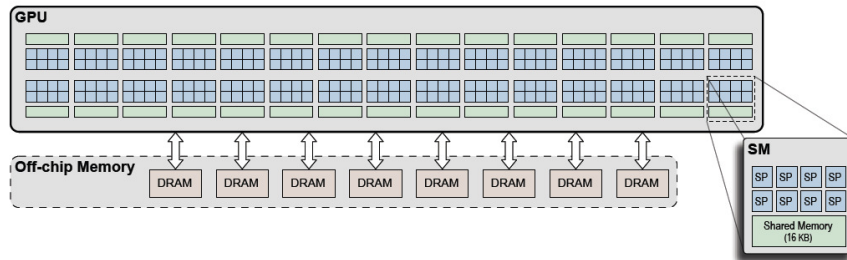 GPU
Off-chip Memory
DRAM DRAM DRAM DRAM DRAM DRAM DRAM DRAM
SM
SP SP SP SP
SP SP SP SP
Shared Memory
(16 KB)